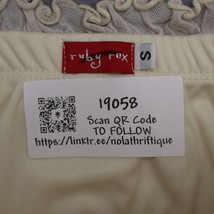 ruby rox
S
19058
Scan QR Code
TO FOLLOW
https://linktr.ee/nolathriftique